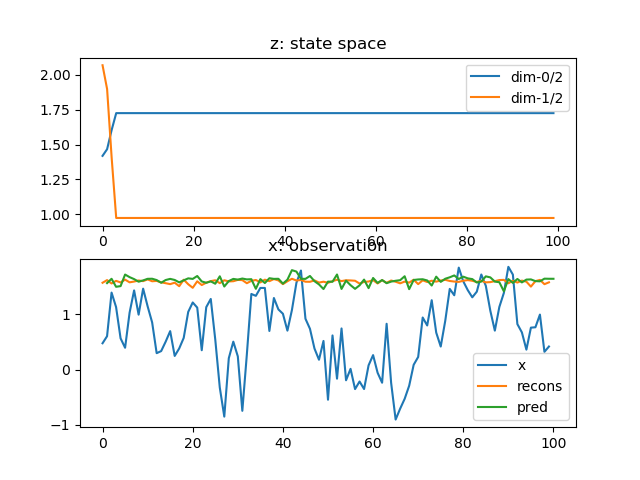 z: state space
2.00
1.75
1.50
1.25
1.00
dim-0/2
dim-1/2
0 20 40 60 80 100
x: observation
1
0
−1
x
recons
pred
0 20 40 60 80 100